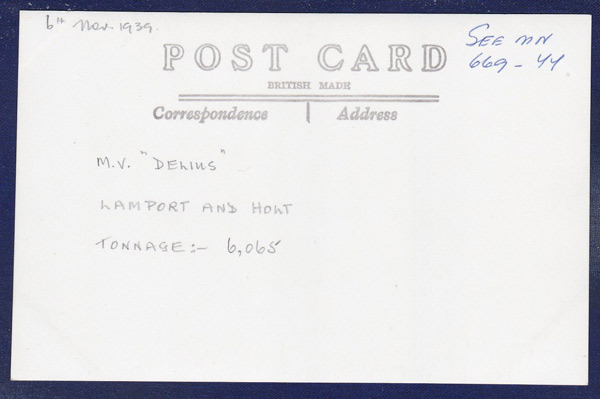 6TH Nov. 1939.
SEE MN
669-44
POST CARD
BRITISH MADE
Correspondence Address
M.V. "DELIUS"
LAMPORT AND HOLT
TONNAGE:- 6,065